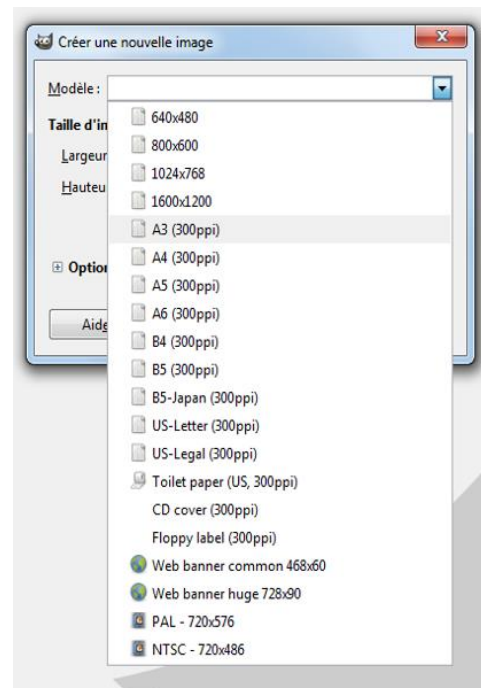 Créer une nouvelle image
Modèle :
Taille d'in
Largeur
Hauteu
Option
Aide
640x480
800x600
1024x768
1600x1200
A3 (300ppi)
A4 (300ppi)
A5 (300ppi)
A6 (300ppi)
B4 (300ppi)
B5 (300ppi)
B5-Japan (300ppi)
US-Letter (300ppi)
US-Legal (300ppi)
Toilet paper (US, 300ppi)
CD cover (300ppi)
Floppy label (300ppi)
Web banner common 468x60
Web banner huge 728x90
PAL - 720x576
NTSC - 720x486